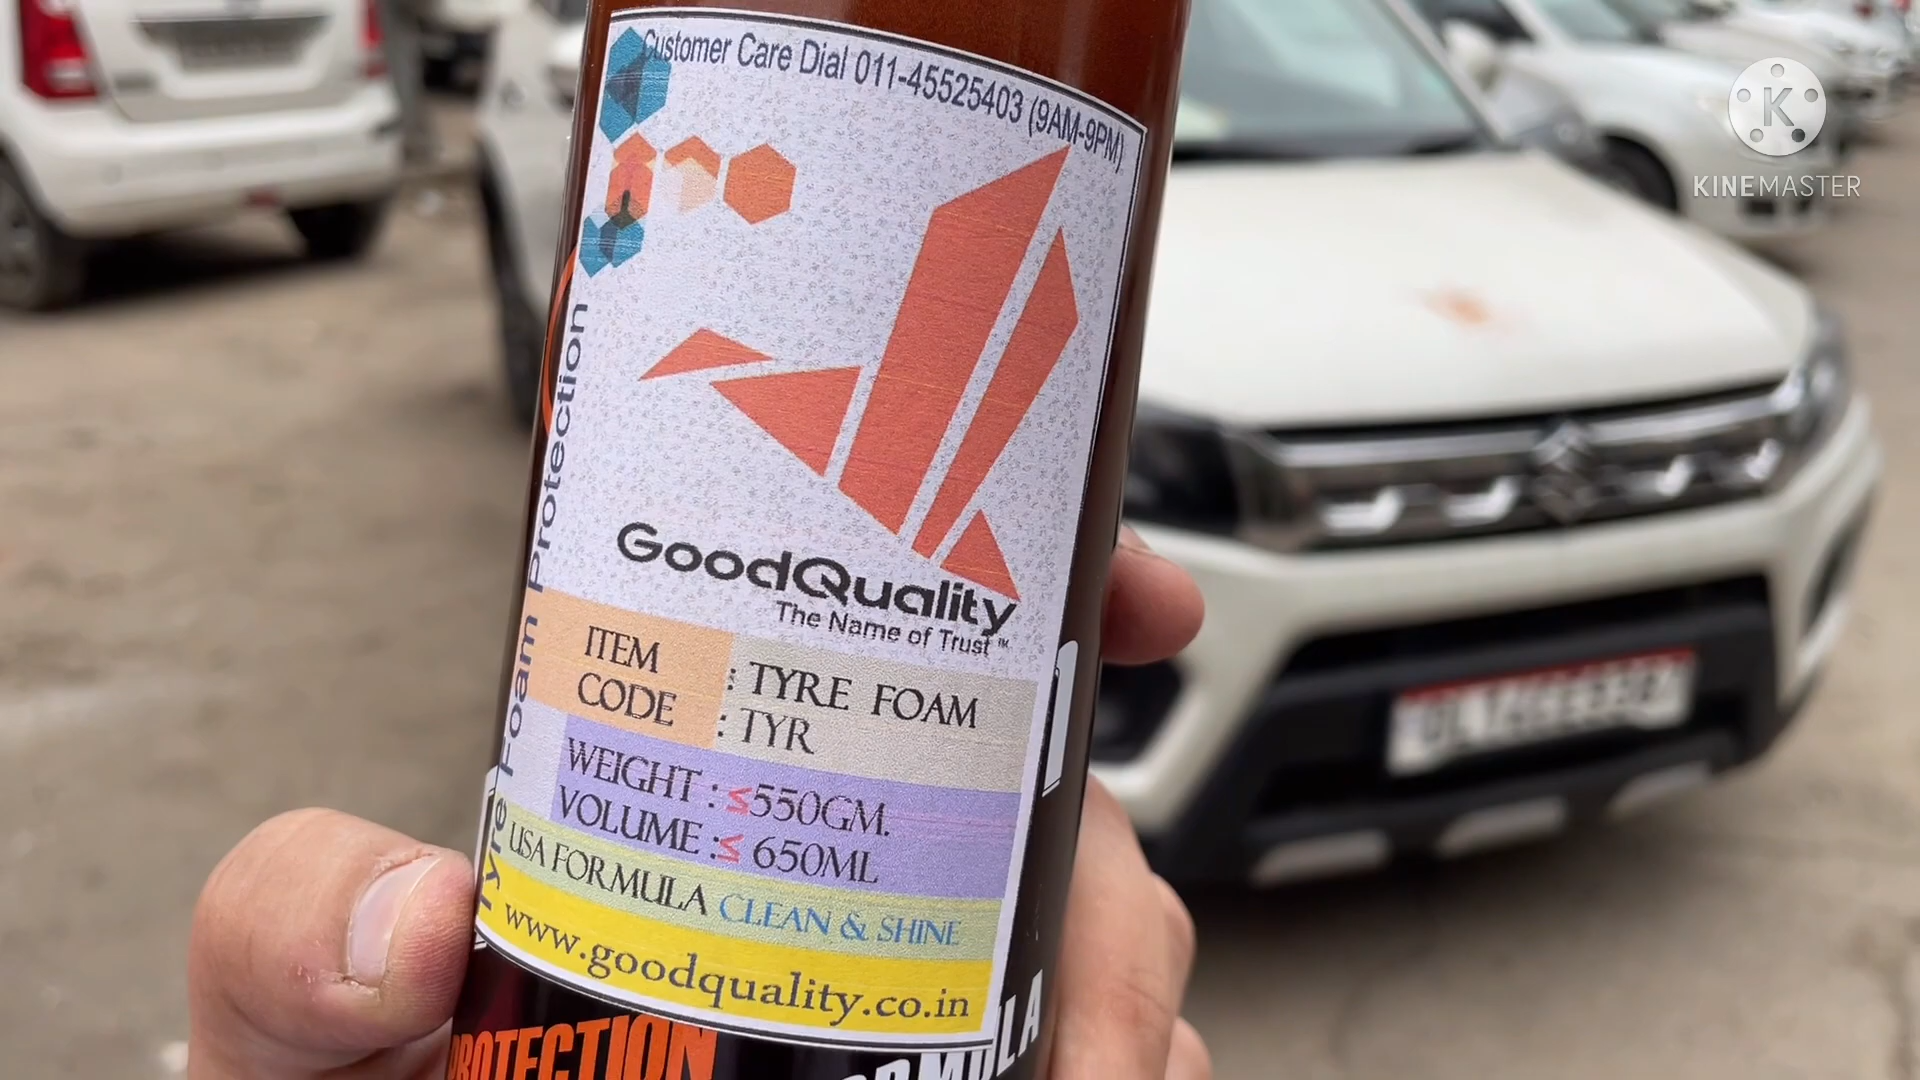 Customer Care Dial 011-45525403 (9AM-9PM)
KINEMASTER
Tyre Foam Protection
GoodQuality
The Name of Trust™
ITEM : TYRE FOAM
CODE : TYR
WEIGHT : ≤550GM.
VOLUME :≤ 650ML
USA FORMULA CLEAN & SHINE
www.goodquality.co.in
PROTECTION